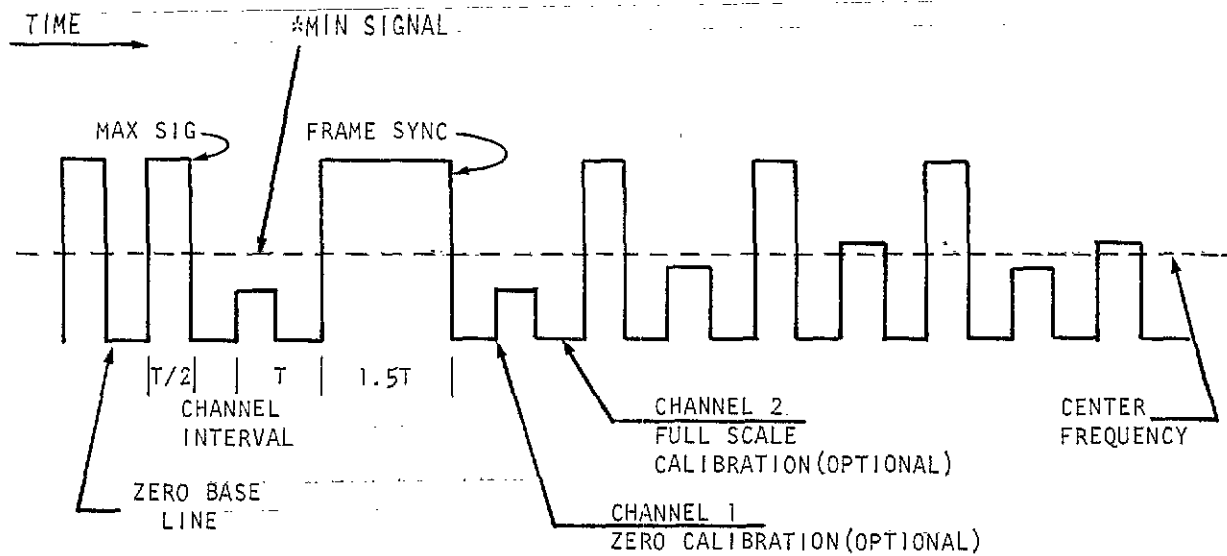 TIME
*MIN SIGNAL
MAX SIG
FRAME SYNC
T/2
T
1.5T
CHANNEL
INTERVAL
CHANNEL 2
FULL SCALE
CALIBRATION(OPTIONAL)
CENTER
FREQUENCY
ZERO BASE
LINE
CHANNEL 1
ZERO CALIBRATION(OPTIONAL)